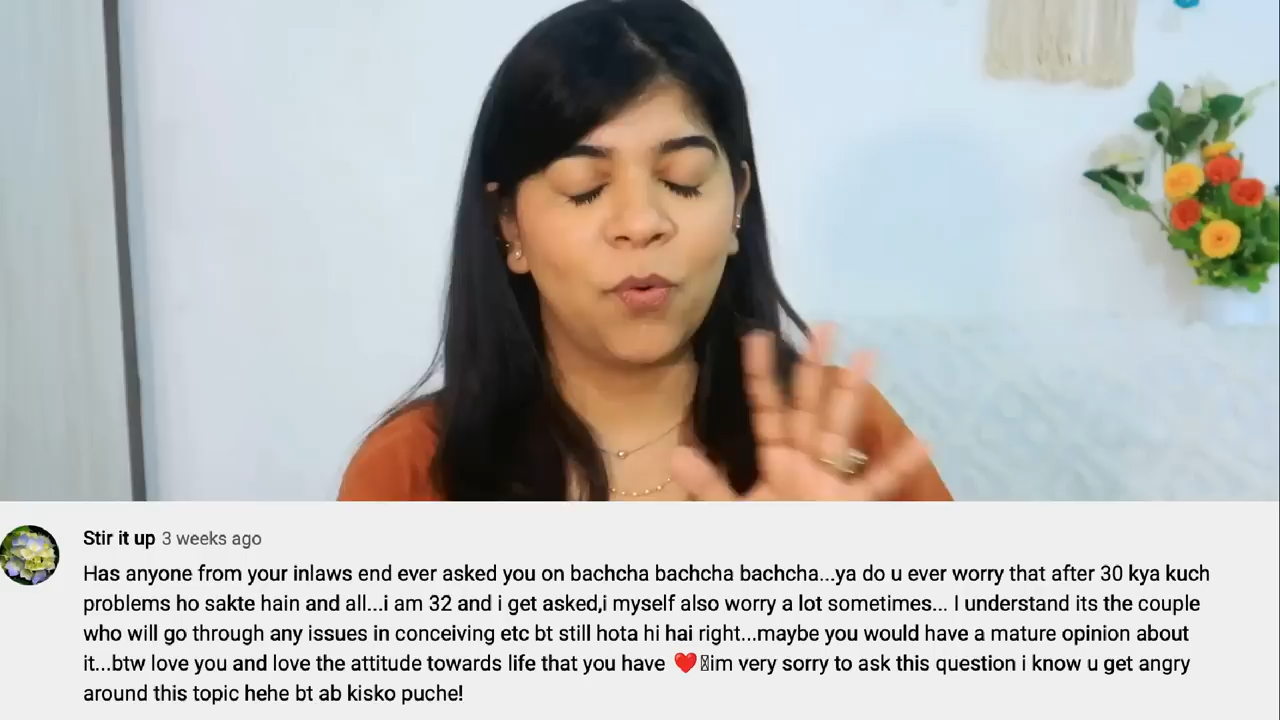 Stir it up 3 weeks ago
Has anyone from your inlaws end ever asked you on bachcha bachcha bachcha...ya do u ever worry that after 30 kya kuch
problems ho sakte hain and all...i am 32 and i get asked,i myself also worry a lot sometimes... I understand its the couple
who will go through any issues in conceiving etc bt still hota hi hai right...maybe you would have a mature opinion about
it...btw love you and love the attitude towards life that you have ❤️im very sorry to ask this question i know u get angry
around this topic hehe bt ab kisko puche!